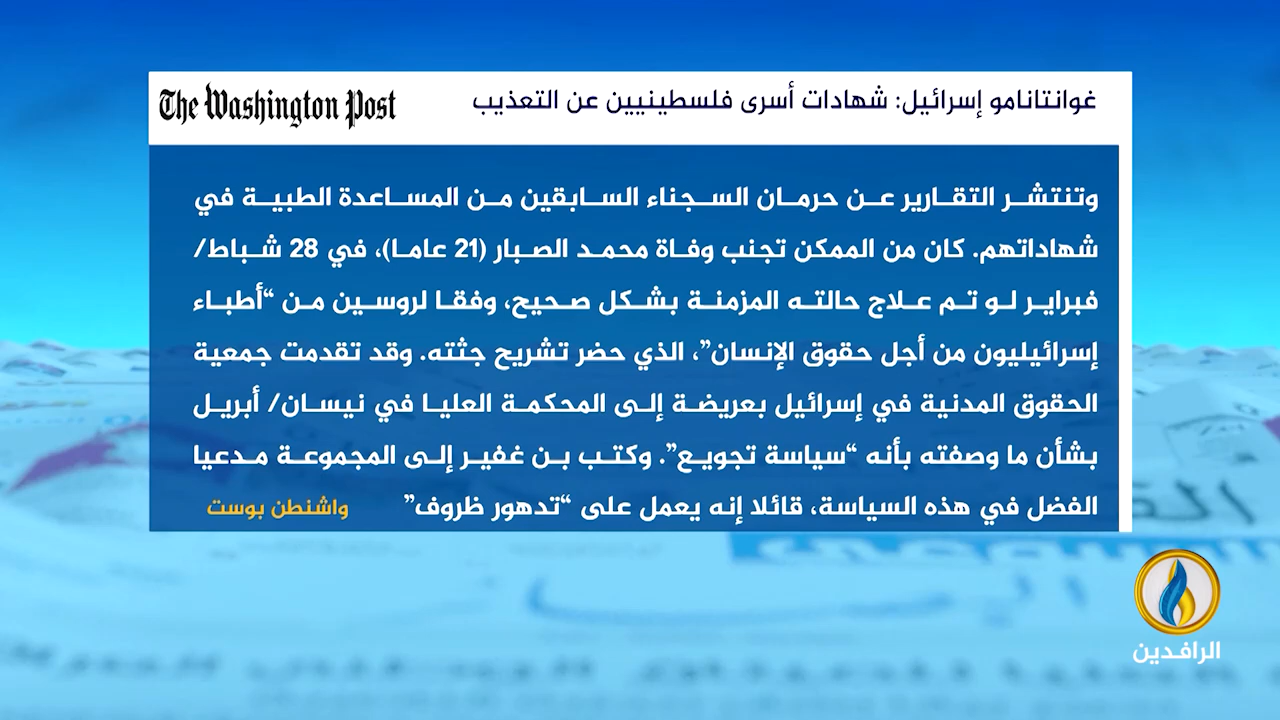 The Washington Post
غوانتانامو إسرائيل: شهادات أسرى فلسطينيين عن التعذيب
وتنتشر التقارير عن حرمان السجناء السابقين من المساعدة الطبية في
شهاداتهم. كان من الممكن تجنب وفاة محمد الصبار (21 عاما)، في 28 شباط/
فبراير لو تم علاج حالته المزمنة بشكل صحيح، وفقا لروسين من “أطباء
إسرائيليون من أجل حقوق الإنسان”، الذي حضر تشريح جثته. وقد تقدمت جمعية
الحقوق المدنية في إسرائيل بعريضة إلى المحكمة العليا في نيسان/ أبريل
بشأن ما وصفته بأنه “سياسة تجويع”. وكتب بن غفير إلى المجموعة مدعيا
الفضل في هذه السياسة، قائلا إنه يعمل على “تدهور ظروف”
واشنطن بوست
الرافدين